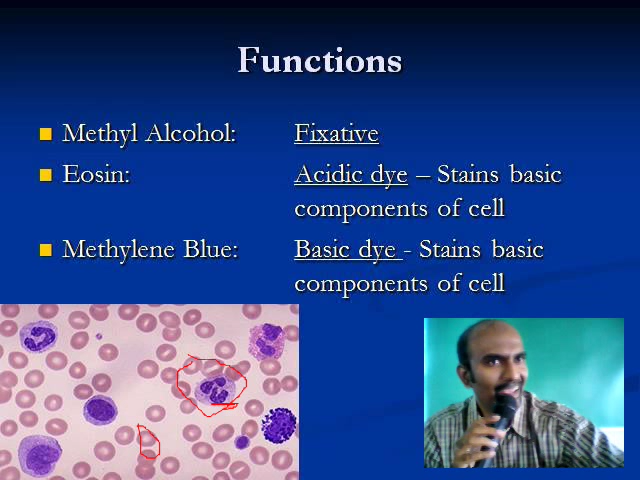 Functions
Methyl Alcohol: Fixative
Eosin: Acidic dye – Stains basic
components of cell
Methylene Blue: Basic dye - Stains basic
components of cell